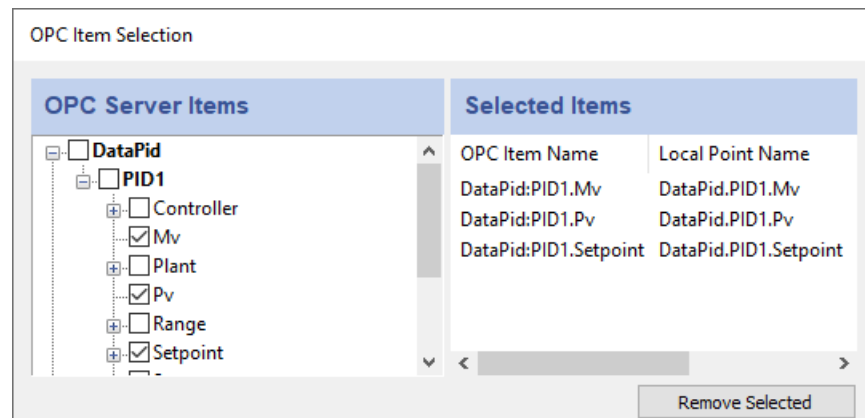 OPC Item Selection
OPC Server Items
DataPid
PID1
Controller
Mv
Plant
Pv
Range
Setpoint
Selected Items
OPC Item Name Local Point Name
DataPid:PID1.Mv DataPid.PID1.Mv
DataPid:PID1.Pv DataPid.PID1.Pv
DataPid:PID1.Setpoint DataPid.PID1.Setpoint
Remove Selected